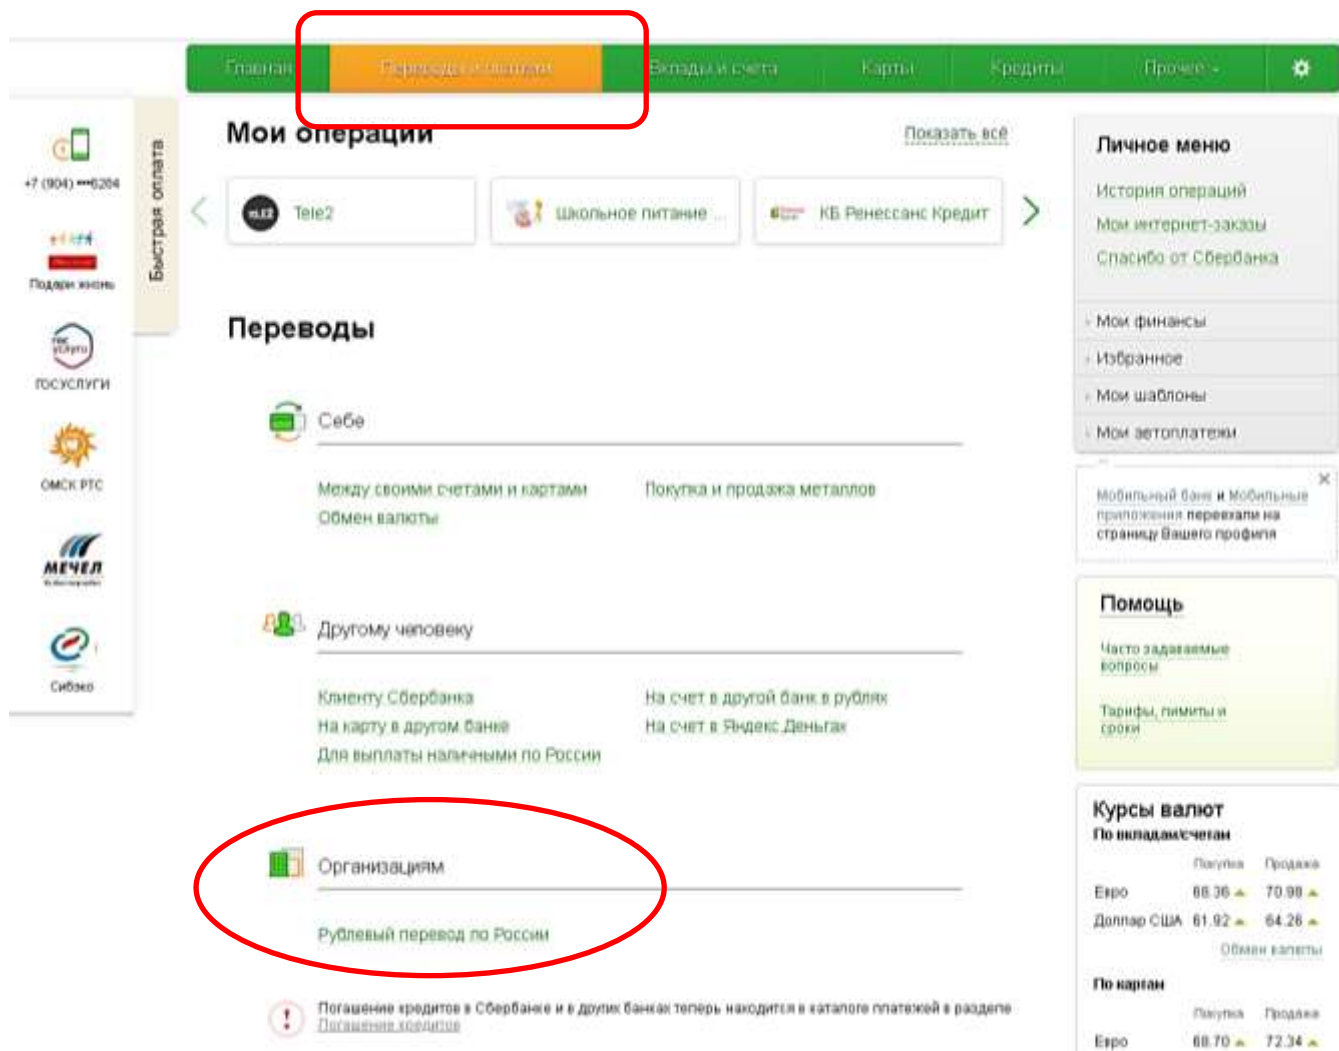 Главная
Переводы и платежи
Вклады и счета
Карты
Кредиты
Прочее
+7 (904) •••6204
Подари жизнь
гос услуги
ГОСУСЛУГИ
ОМСК РТС
МЕЧЕЛ
Сибэко
Быстрая оплата
Мои операции
Показать всё
TELE2
Tele2
Школьное питание ...
КБ Ренессанс Кредит
Переводы
Себе
Между своими счетами и картами
Покупка и продажа металлов
Обмен валюты
Другому человеку
Клиенту Сбербанка
На счет в другой банк в рублях
На карту в другом банке
На счет в Яндекс.Деньгах
Для выплаты наличными по России
Организациям
Рублевый перевод по России
Погашение кредитов в Сбербанке и в других банках теперь находится в каталоге платежей в разделе
Погашение кредитов
Личное меню
История операций
Мои интернет-заказы
Спасибо от Сбербанка
Мои финансы
Избранное
Мои шаблоны
Мои автоплатежи
Мобильный банк и Мобильные
приложения переехали на
страницу Вашего профиля
Помощь
Часто задаваемые
вопросы
Тарифы, лимиты и
сроки
Курсы валют
По вкладам/счетам
Покупка Продажа
Евро 68.36 70.98
Доллар США 61.92 64.26
Обмен валюты
По картам
Покупка Продажа
Евро 68.70 72.34